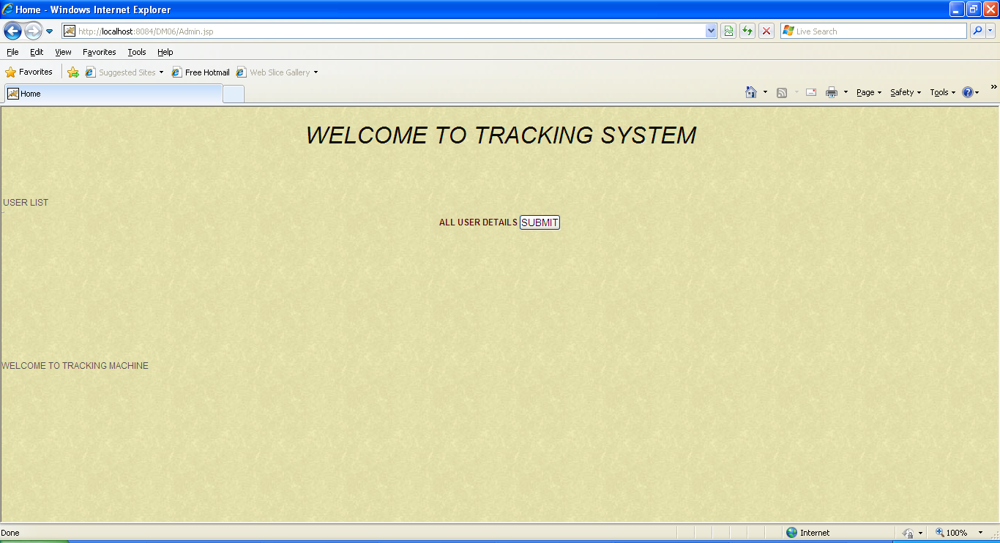 Home - Windows Internet Explorer
http://localhost:8084/DM06/Admin.jsp
Live Search
File Edit View Favorites Tools Help
Favorites Suggested Sites Free Hotmail Web Slice Gallery
Home Page Safety Tools »
WELCOME TO TRACKING SYSTEM
USER LIST
ALL USER DETAILS SUBMIT
WELCOME TO TRACKING MACHINE
Done Internet 100%